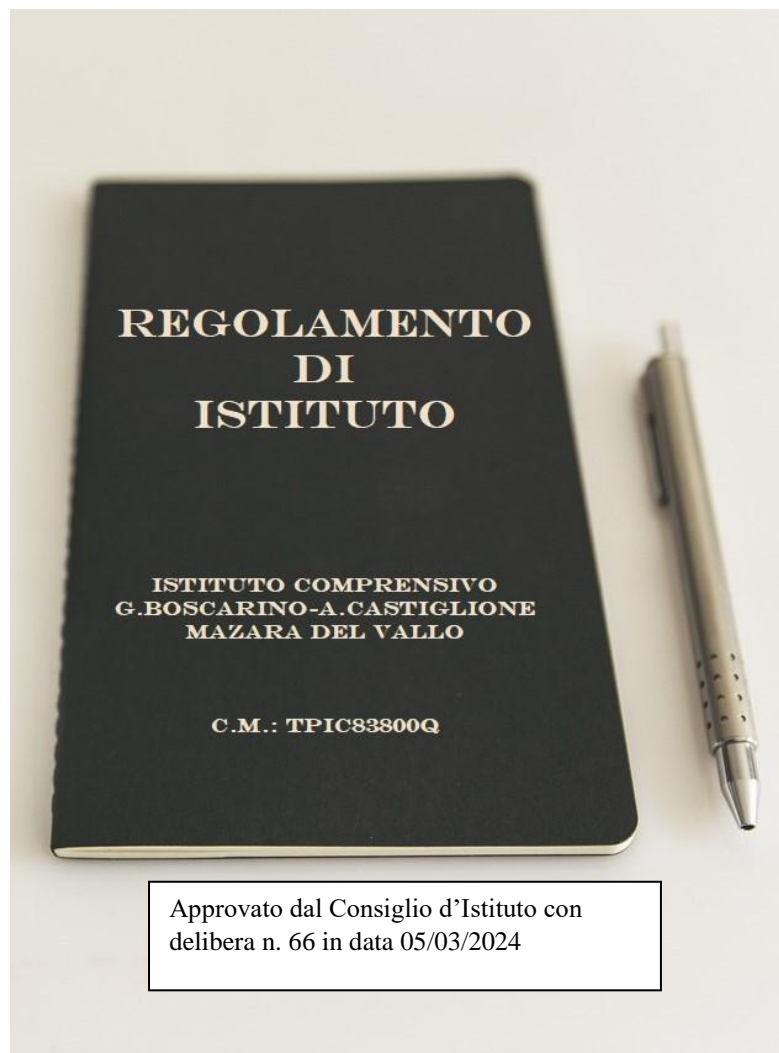 REGOLAMENTO
DI
ISTITUTO
ISTITUTO COMPRENSIVO
G.BOSCARINO-A.CASTIGLIONE
MAZARA DEL VALLO
C.M.: TPIC83800Q
Approvato dal Consiglio d’Istituto con
delibera n. 66 in data 05/03/2024